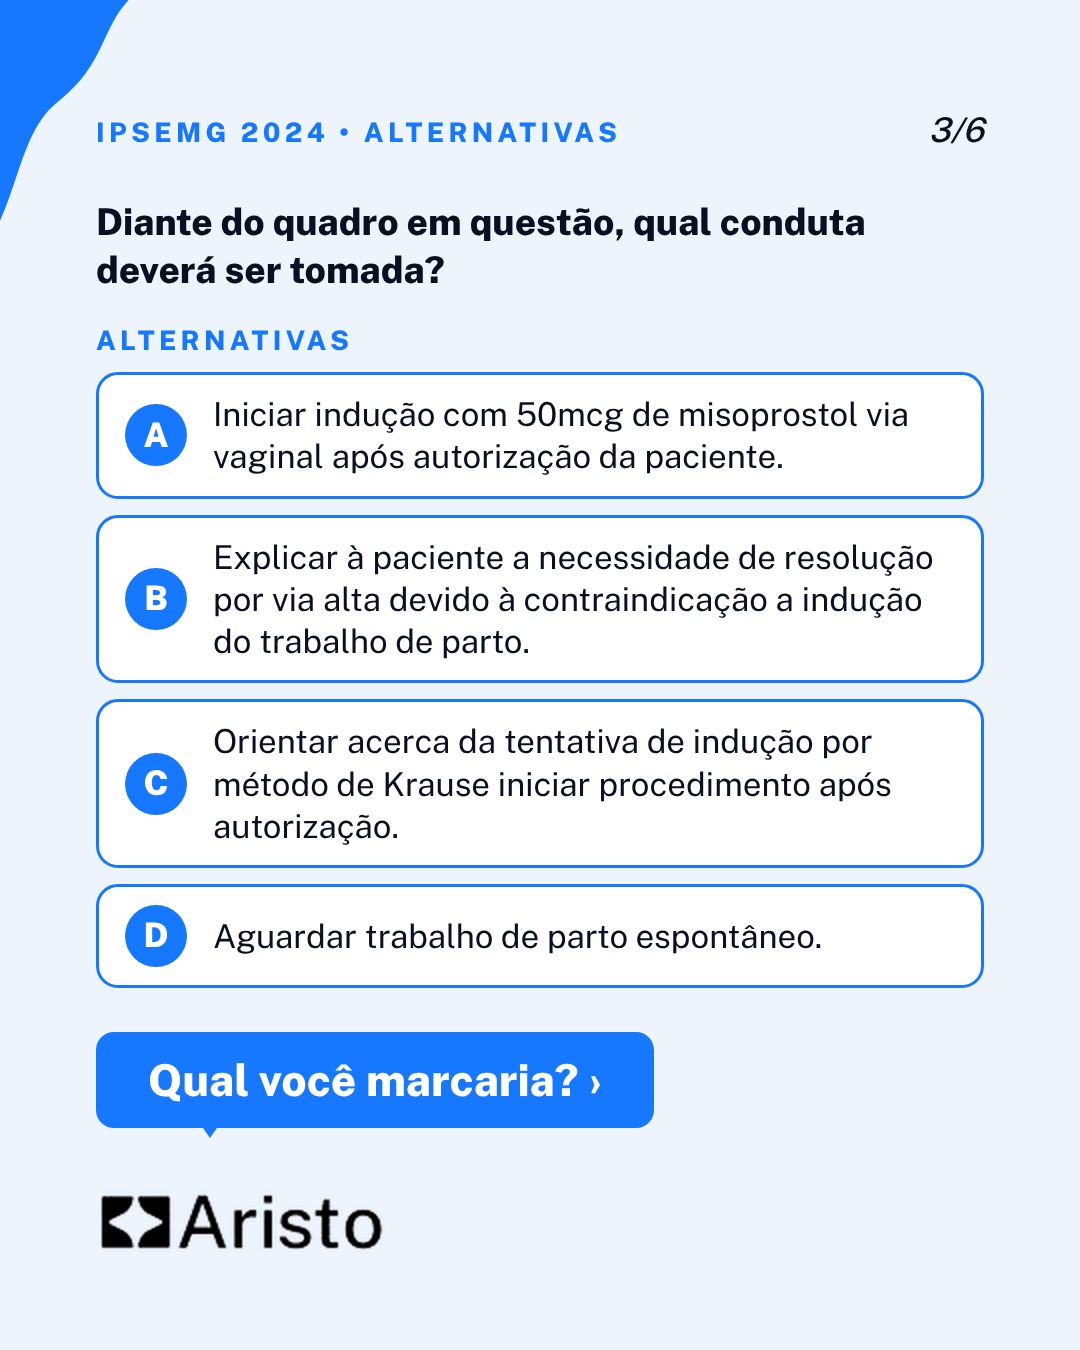 IPSEMG 2024 • ALTERNATIVAS
3/6
Diante do quadro em questão, qual conduta
deverá ser tomada?
ALTERNATIVAS
A
Iniciar indução com 50mcg de misoprostol via
vaginal após autorização da paciente.
B
Explicar à paciente a necessidade de resolução
por via alta devido à contraindicação a indução
do trabalho de parto.
C
Orientar acerca da tentativa de indução por
método de Krause iniciar procedimento após
autorização.
D
Aguardar trabalho de parto espontâneo.
Qual você marcaria? ›
Aristo